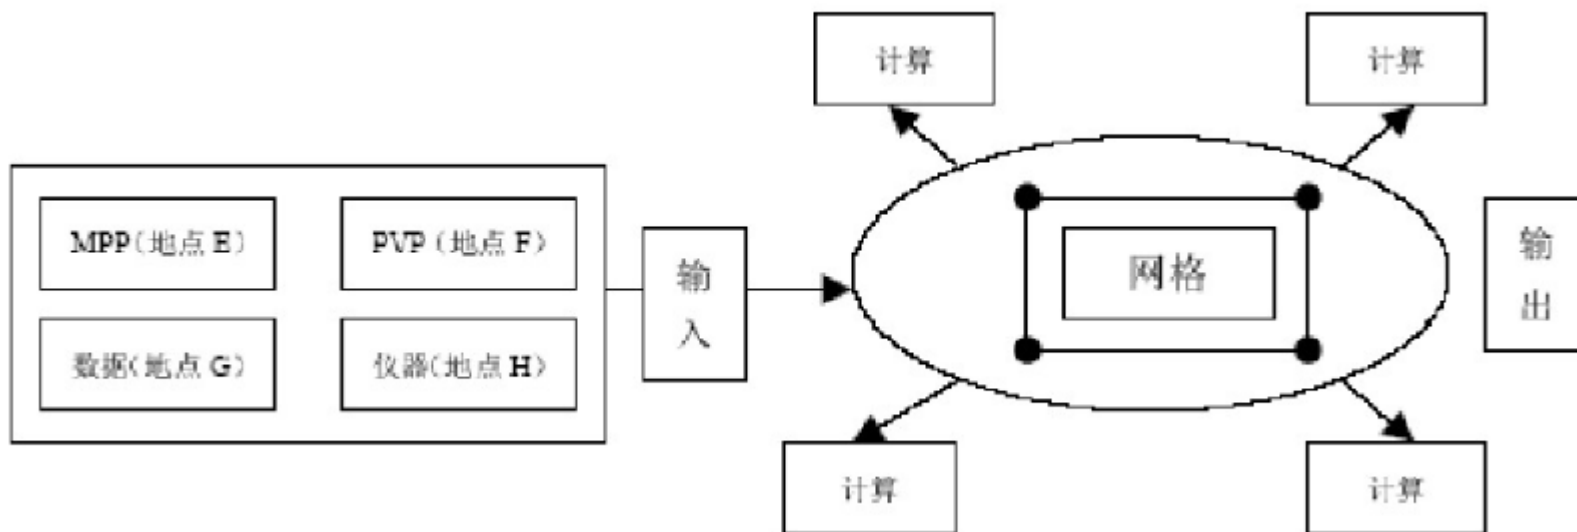 计算
计算
MPP(地点 E)
PVP (地点 F)
数据(地点 G)
仪器(地点 H)
输
入
网格
输
出
计算
计算